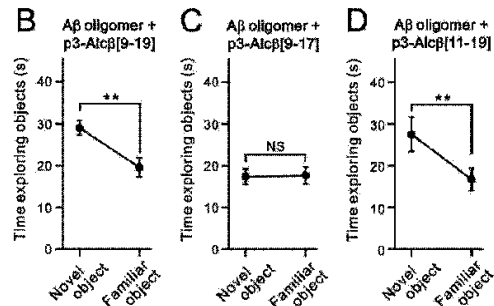 B
Aβ oligomer +
p3-Alcβ[9-19]
Time exploring objects (s)
40
30
20
10
0
**
Novel
object
Familiar
object
C
Aβ oligomer +
p3-Alcβ[9-17]
Time exploring objects (s)
40
30
20
10
0
NS
Novel
object
Familiar
object
D
Aβ oligomer +
p3-Alcβ[11-19]
Time exploring objects (s)
40
30
20
10
0
**
Novel
object
Familiar
object